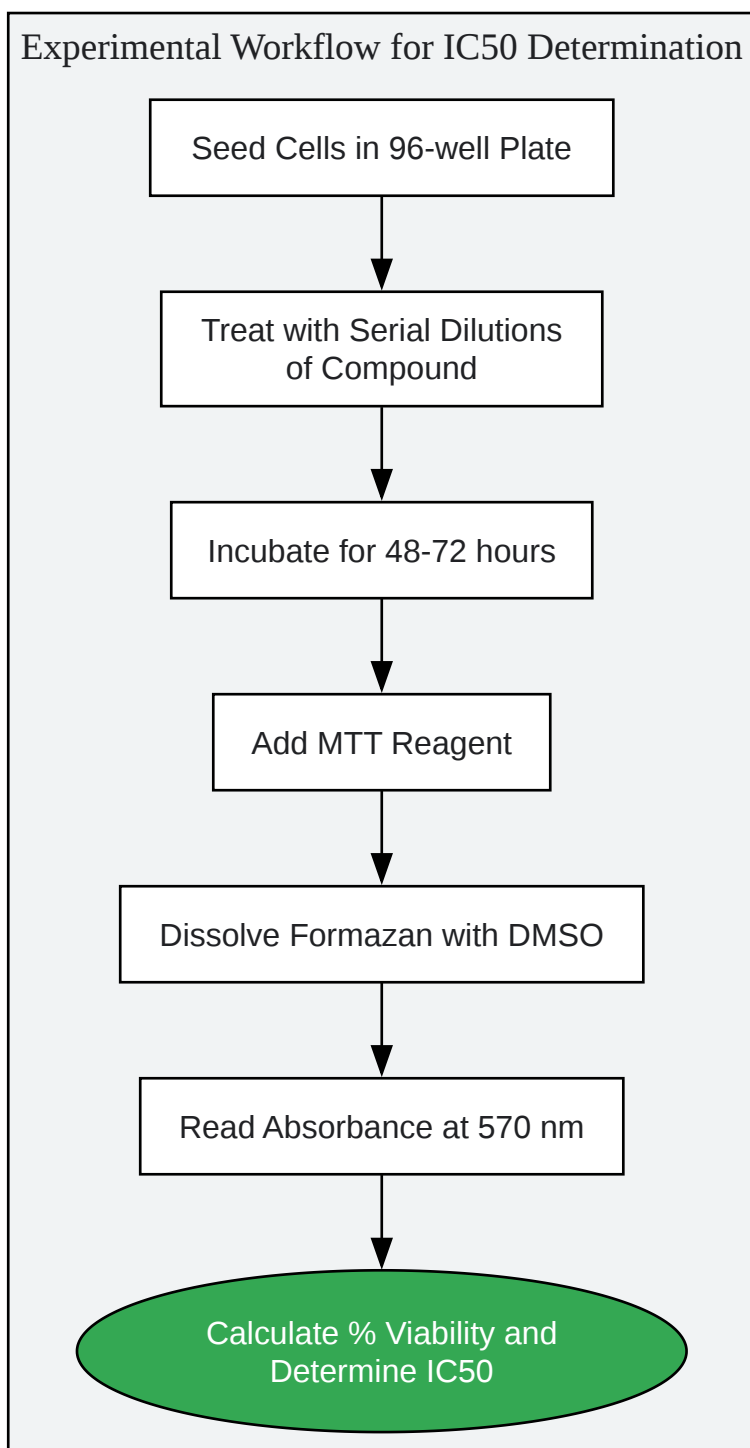 Experimental Workflow for IC50 Determination
Seed Cells in 96-well Plate
Treat with Serial Dilutions
of Compound
Incubate for 48-72 hours
Add MTT Reagent
Dissolve Formazan with DMSO
Read Absorbance at 570 nm
Calculate % Viability and
Determine IC50